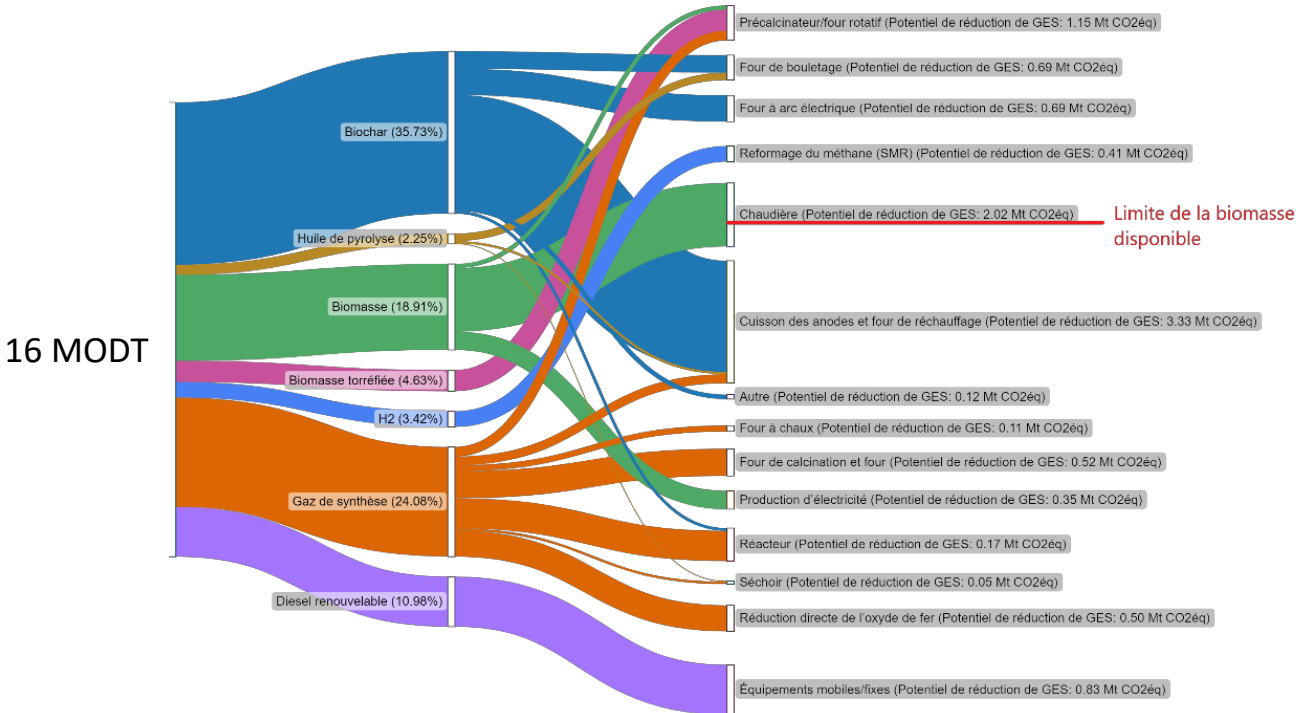 16 MODT
Biochar (35.73%)
Huile de pyrolyse (2.25%)
Biomasse (18.91%)
Biomasse torréfiée (4.63%)
H2 (3.42%)
Gaz de synthèse (24.08%)
Diesel renouvelable (10.98%)
Précalcinateur/four rotatif (Potentiel de réduction de GES: 1.15 Mt CO2éq)
Four de bouletage (Potentiel de réduction de GES: 0.69 Mt CO2éq)
Four à arc électrique (Potentiel de réduction de GES: 0.69 Mt CO2éq)
Reformage du méthane (SMR) (Potentiel de réduction de GES: 0.41 Mt CO2éq)
Chaudière (Potentiel de réduction de GES: 2.02 Mt CO2éq)
Limite de la biomasse
disponible
Cuisson des anodes et four de réchauffage (Potentiel de réduction de GES: 3.33 Mt CO2éq)
Autre (Potentiel de réduction de GES: 0.12 Mt CO2éq)
Four à chaux (Potentiel de réduction de GES: 0.11 Mt CO2éq)
Four de calcination et four (Potentiel de réduction de GES: 0.52 Mt CO2éq)
Production d'électricité (Potentiel de réduction de GES: 0.35 Mt CO2éq)
Réacteur (Potentiel de réduction de GES: 0.17 Mt CO2éq)
Séchoir (Potentiel de réduction de GES: 0.05 Mt CO2éq)
Réduction directe de l'oxyde de fer (Potentiel de réduction de GES: 0.50 Mt CO2éq)
Équipements mobiles/fixes (Potentiel de réduction de GES: 0.83 Mt CO2éq)